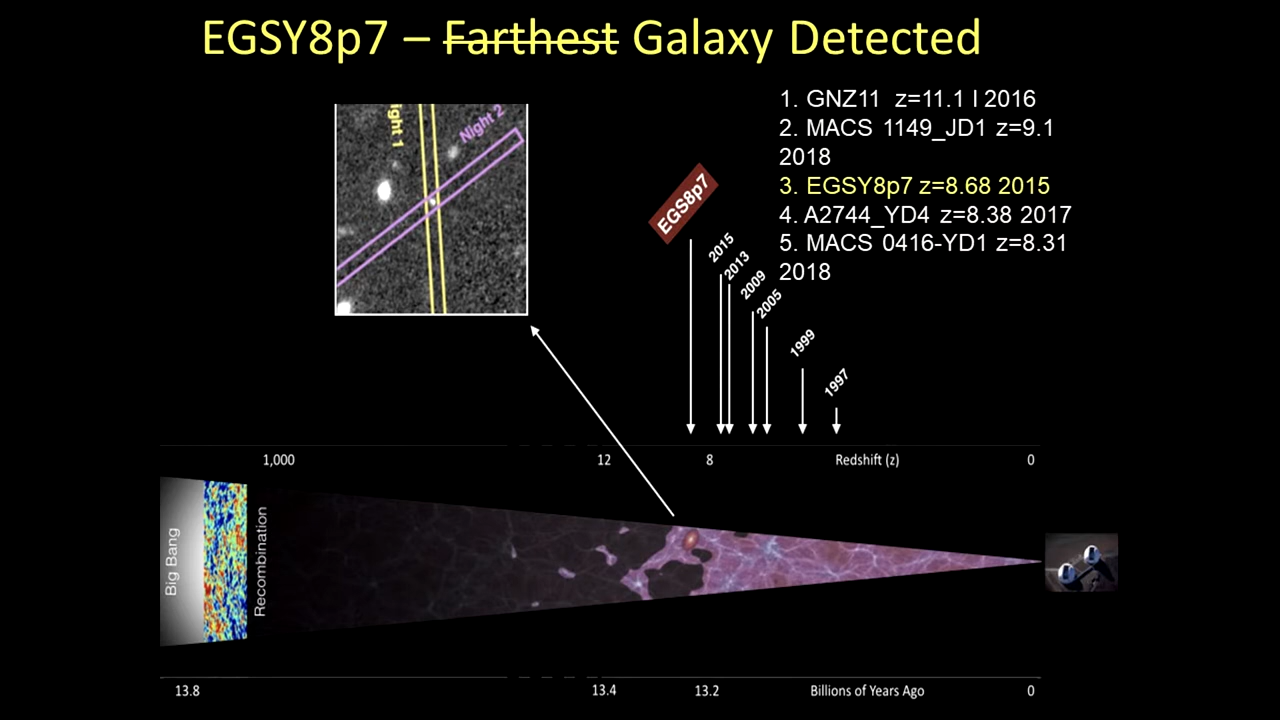 EGSY8p7 – Farthest Galaxy Detected
1. GNZ11 z=11.1 l 2016
2. MACS 1149_JD1 z=9.1
2018
3. EGSY8p7 z=8.68 2015
4. A2744_YD4 z=8.38 2017
5. MACS 0416-YD1 z=8.31
2018
ight 1
Night 2
EGS8p7
2015
2013
2009
2005
1999
1997
1,000
12
8
Redshift (z)
0
Big Bang
Recombination
13.8
13.4
13.2
Billions of Years Ago
0